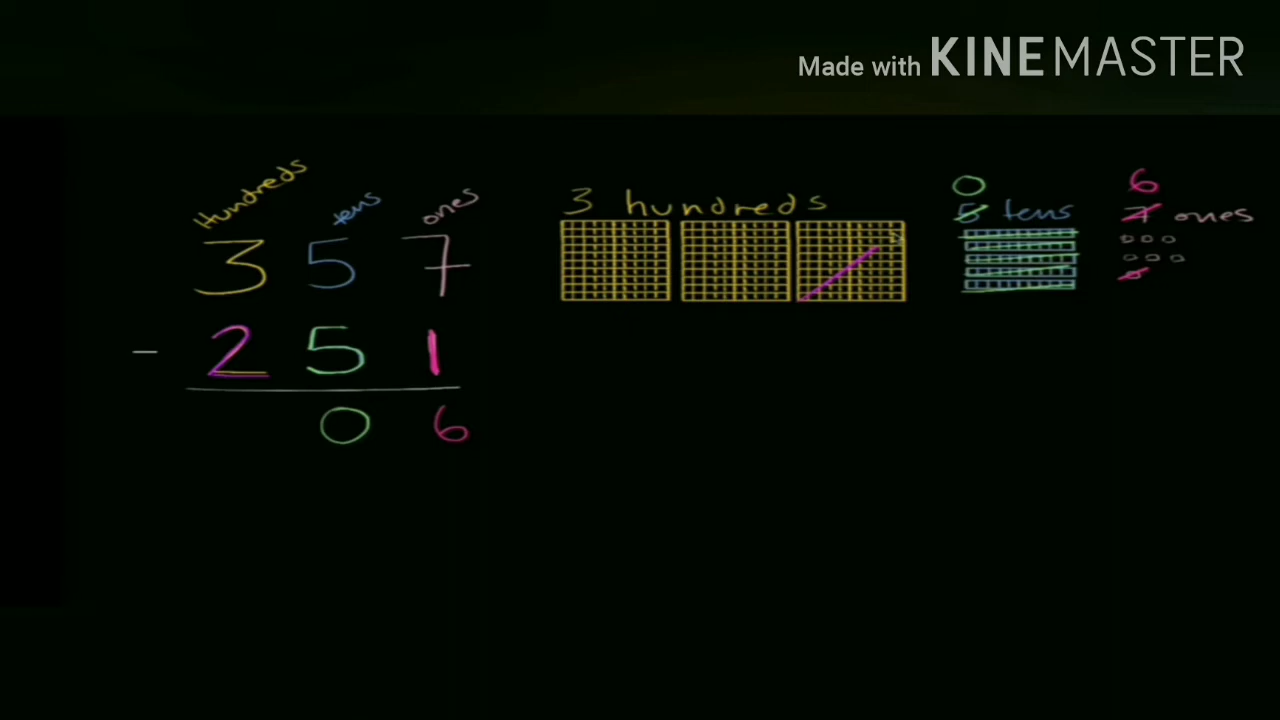 Made with KINEMASTER
Hundreds tens ones
3 5 7
- 2 5 1
0 6
3 hundreds
0
5 tens
6
7 ones